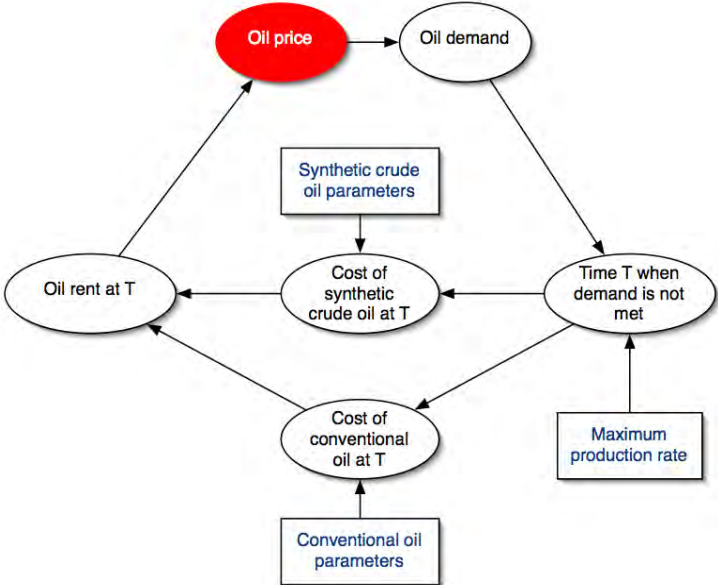 Oil price
Oil demand
Synthetic crude
oil parameters
Oil rent at T
Cost of
synthetic
crude oil at T
Time T when
demand is not
met
Cost of
conventional
oil at T
Maximum
production rate
Conventional oil
parameters